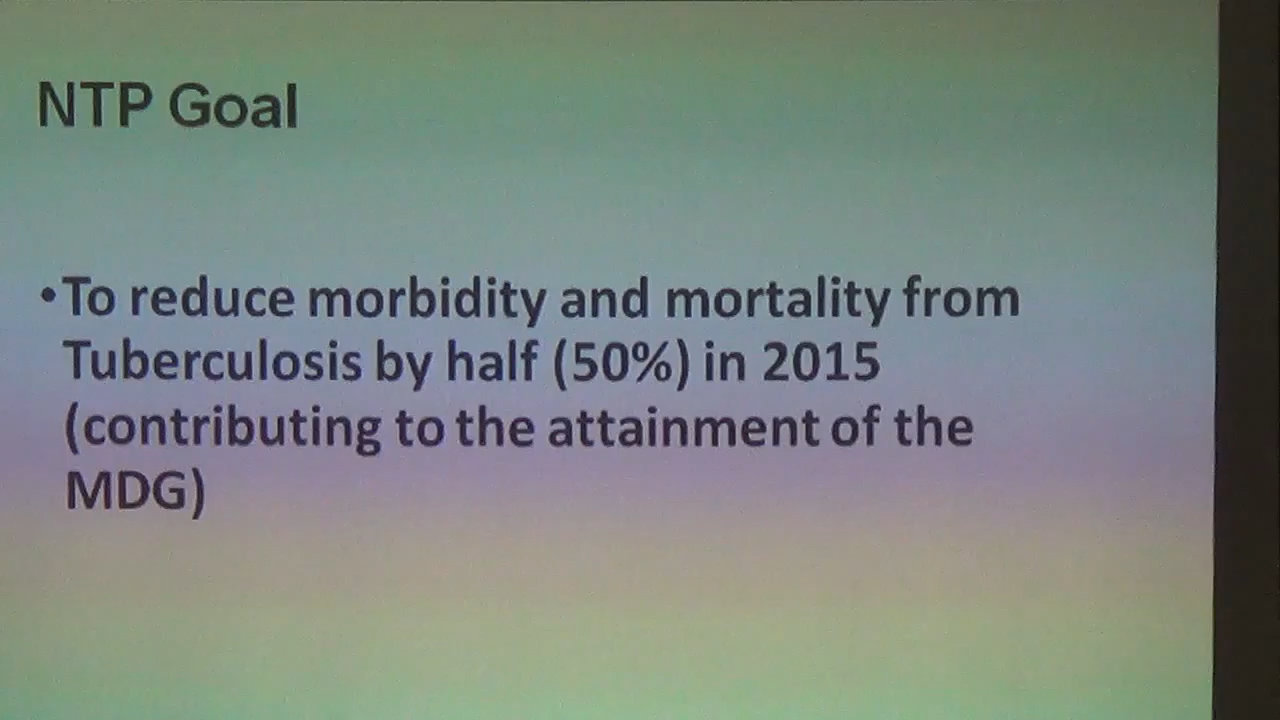 NTP Goal
•To reduce morbidity and mortality from
Tuberculosis by half (50%) in 2015
(contributing to the attainment of the
MDG)